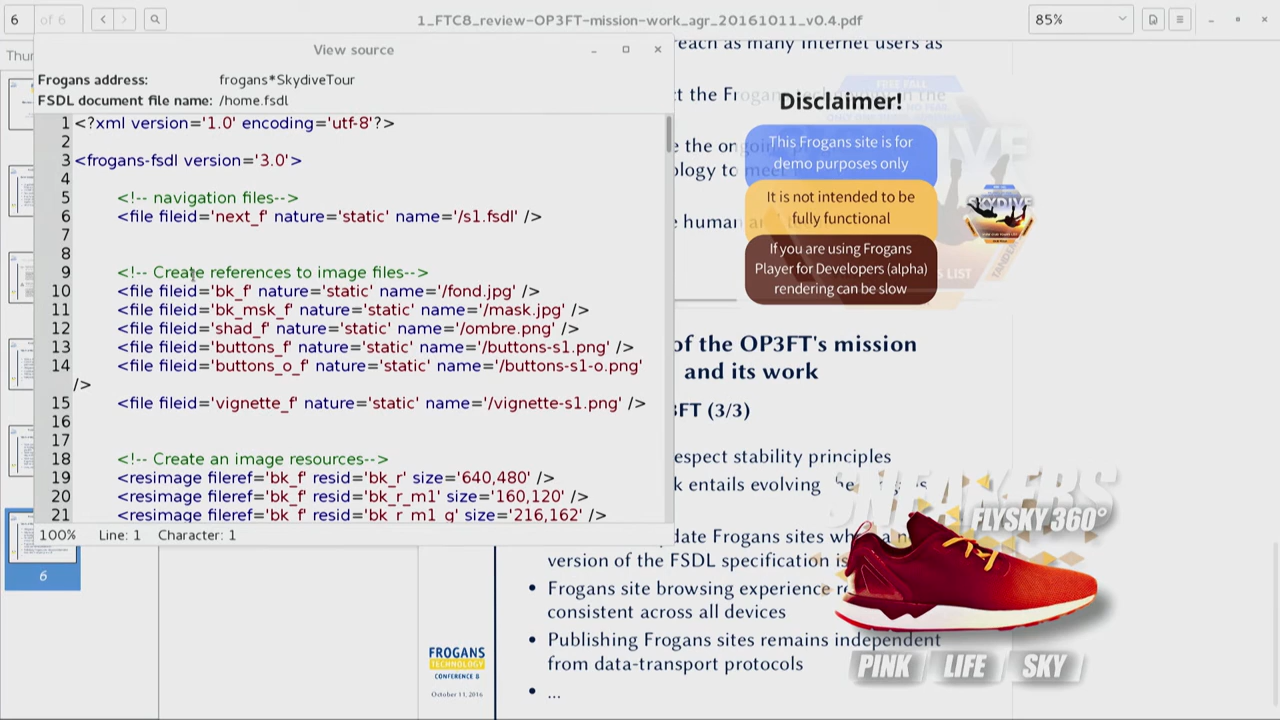 6 of 6
1_FTC8_review-OP3FT-mission-work_agr_20161011_v0.4.pdf
85%
View source
Frogans address: frogans*SkydiveTour
FSDL document file name: /home.fsdl
1 <?xml version='1.0' encoding='utf-8'?>
2
3 <frogans-fsdl version='3.0'>
4
5 <!-- navigation files-->
6 <file fileid='next_f' nature='static' name='/s1.fsdl' />
7
8
9 <!-- Create references to image files-->
10 <file fileid='bk_f' nature='static' name='/fond.jpg' />
11 <file fileid='bk_msk_f' nature='static' name='/mask.jpg' />
12 <file fileid='shad_f' nature='static' name='/ombre.png' />
13 <file fileid='buttons_f' nature='static' name='/buttons-s1.png' />
14 <file fileid='buttons_o_f' nature='static' name='/buttons-s1-o.png'
/>
15 <file fileid='vignette_f' nature='static' name='/vignette-s1.png' />
16
17
18 <!-- Create an image resources-->
19 <resimage fileref='bk_f' resid='bk_r' size='640,480' />
20 <resimage fileref='bk_f' resid='bk_r_m1' size='160,120' />
21 <resimage fileref='bk_f' resid='bk_r_m1_g' size='216,162' />
100% Line: 1 Character: 1
6
reach as many Internet users as
FREE FALL
Disclaimer!
This Frogans site is for
demo purposes only
It is not intended to be
fully functional
If you are using Frogans
Player for Developers (alpha)
rendering can be slow
SKYDIVE
of the OP3FT's mission
and its work
(3/3)
respect stability principles
entails evolving
version of the FSDL specification is
Frogans site browsing experience
consistent across all devices
• Publishing Frogans sites remains independent
from data-transport protocols
• ...
SNEAKERS
FLYSKY 360°
PINK LIFE SKY
FROGANS
TECHNOLOGY
CONFERENCE 8
October 11, 2016